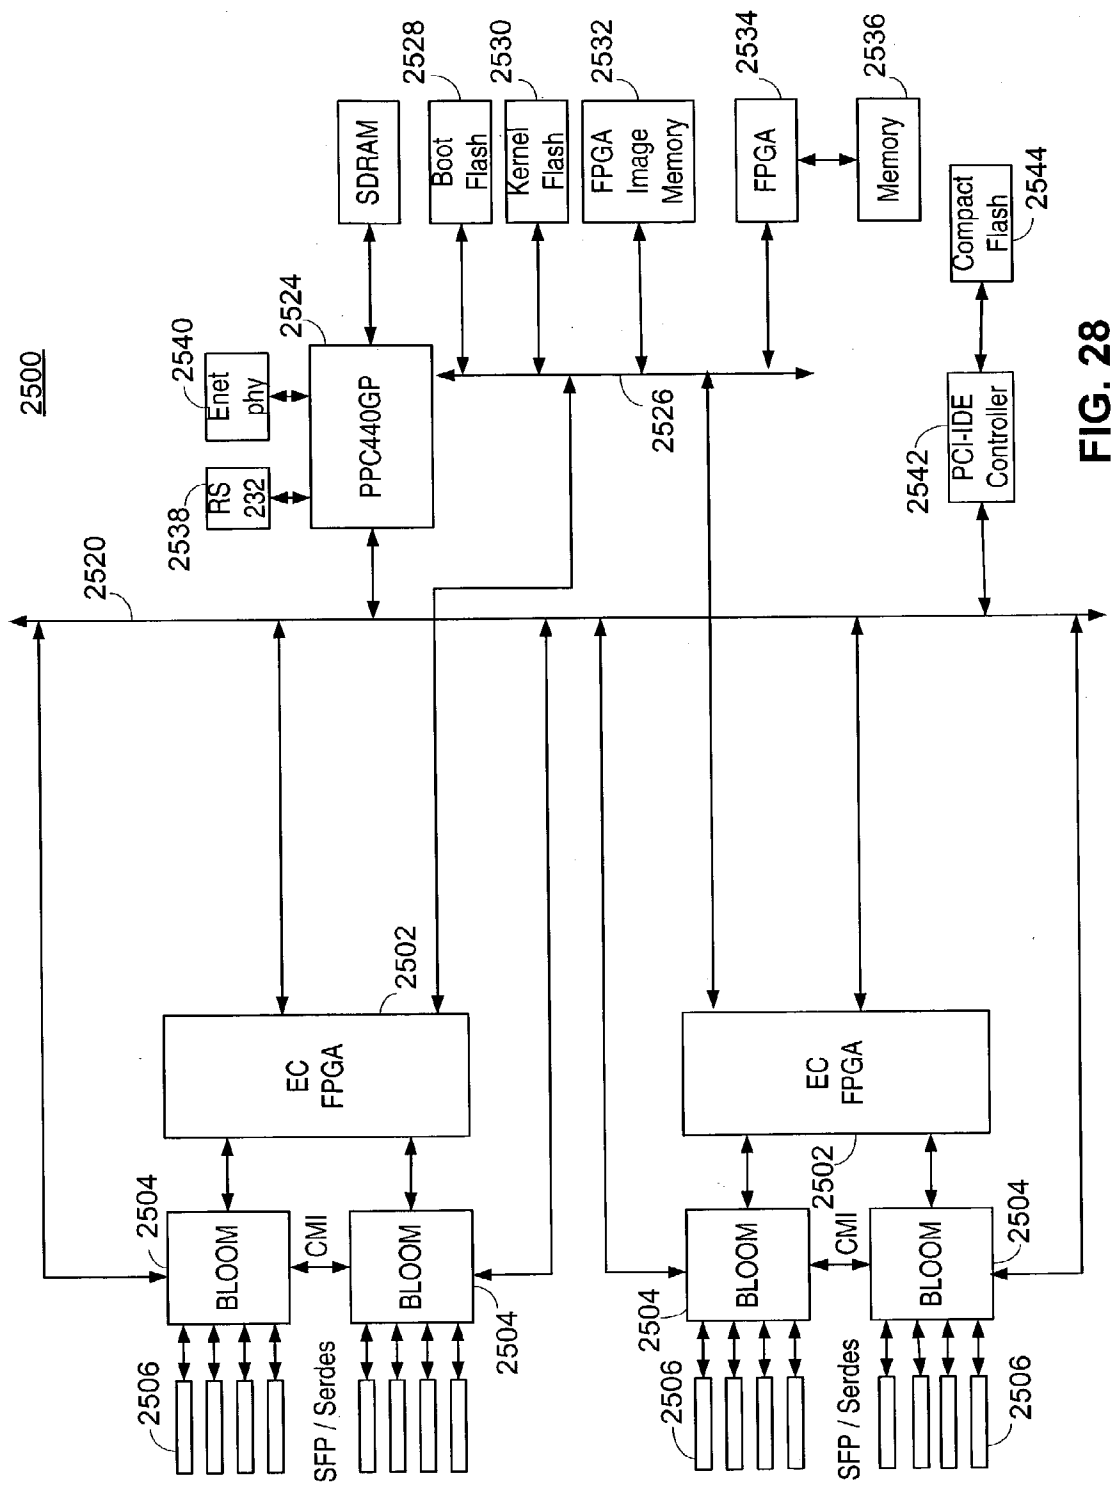 2500
2506
2504
BLOOM
CMI
SFP / Serdes
BLOOM
2504
EC
FPGA
2502
2520
2538
RS
232
2540
Enet
phy
2524
PPC440GP
SDRAM
2528
Boot
Flash
2530
Kernel
Flash
2532
FPGA
Image
Memory
2534
FPGA
2536
Memory
2526
2506
2504
BLOOM
CMI
SFP / Serdes
BLOOM
2504
2506
2502
EC
FPGA
2542
PCI-IDE
Controller
Compact
Flash
2544
FIG. 28